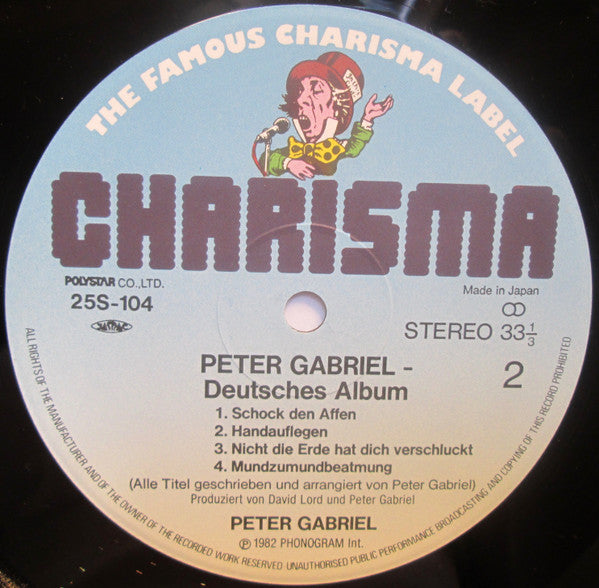 THE FAMOUS CHARISMA LABEL
CHARISMA
POLYSTAR CO.,LTD.
25S-104
JASRAC
Made in Japan
STEREO 33 1/3
2
PETER GABRIEL -
Deutsches Album
1. Schock den Affen
2. Handauflegen
3. Nicht die Erde hat dich verschluckt
4. Mundzumundbeatmung
(Alle Titel geschrieben und arrangiert von Peter Gabriel)
Produziert von David Lord und Peter Gabriel
PETER GABRIEL
℗ 1982 PHONOGRAM Int.
ALL RIGHTS OF THE MANUFACTURER AND OF THE OWNER OF THE RECORDED WORK RESERVED UNAUTHORISED PUBLIC PERFORMANCE BROADCASTING AND COPYING OF THIS RECORD PROHIBITED